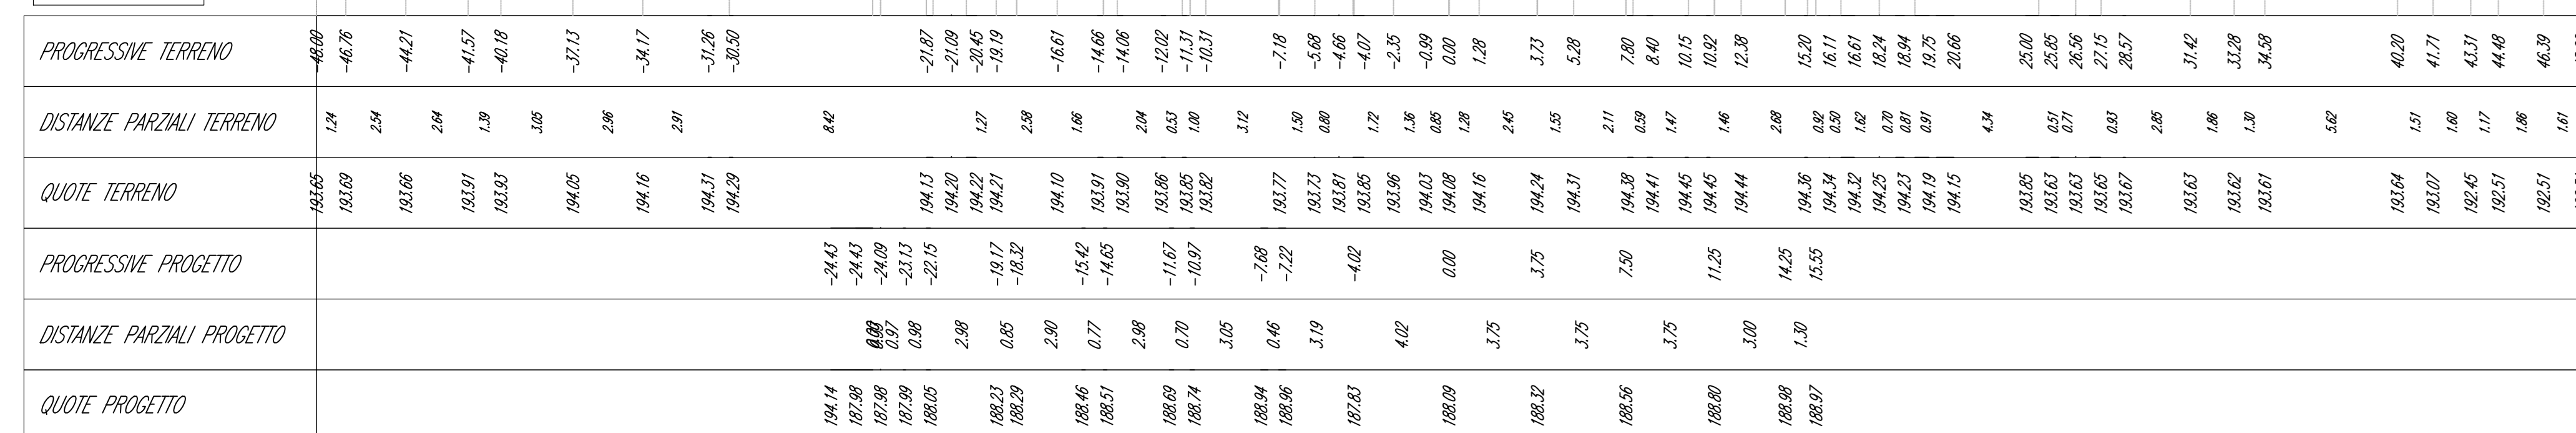 PROGRESSIVE TERRENO -48.00 -46.76 -44.21 -41.57 -40.18 -37.13 -34.17 -31.26 -30.50 -21.87 -21.09 -20.45 -19.19 -16.61 -14.66 -14.06 -12.02 -11.31 -10.31 -7.18 -5.68 -4.66 -4.07 -2.35 -0.99 0.00 1.28 3.73 5.28 7.80 8.40 10.15 10.92 12.38 15.20 16.11 16.61 18.24 18.94 19.75 20.66 25.00 25.85 26.56 27.15 28.57 31.42 33.28 34.58 40.20 41.71 43.31 44.48 46.39
DISTANZE PARZIALI TERRENO 1.24 2.54 2.64 1.39 3.05 2.96 2.91 8.42 1.27 2.58 1.66 2.04 0.53 1.00 3.12 1.50 0.80 1.72 1.36 0.85 1.28 2.45 1.55 2.11 0.59 1.47 1.46 2.68 0.92 0.50 1.62 0.70 0.81 0.91 4.34 0.51 0.71 0.93 2.85 1.86 1.30 5.62 1.51 1.60 1.17 1.86 1.61
QUOTE TERRENO 193.65 193.69 193.66 193.91 193.93 194.05 194.16 194.31 194.29 194.13 194.20 194.22 194.21 194.10 193.91 193.90 193.86 193.85 193.82 193.77 193.73 193.81 193.85 193.96 194.03 194.08 194.16 194.24 194.31 194.38 194.41 194.45 194.45 194.44 194.36 194.34 194.32 194.25 194.23 194.19 194.15 193.85 193.63 193.63 193.65 193.67 193.63 193.62 193.61 193.64 193.07 192.45 192.51 192.51
PROGRESSIVE PROGETTO -24.43 -24.43 -24.09 -23.13 -22.15 -19.17 -18.32 -15.42 -14.65 -11.67 -10.97 -7.68 -7.22 -4.02 0.00 3.75 7.50 11.25 14.25 15.55
DISTANZE PARZIALI PROGETTO 0.97 0.98 2.98 0.85 2.90 0.77 2.98 0.70 3.05 0.46 3.19 4.02 3.75 3.75 3.75 3.00 1.30
QUOTE PROGETTO 194.14 187.98 187.98 187.99 188.05 188.23 188.29 188.46 188.51 188.69 188.74 188.94 188.96 187.83 188.09 188.32 188.56 188.80 188.98 188.97